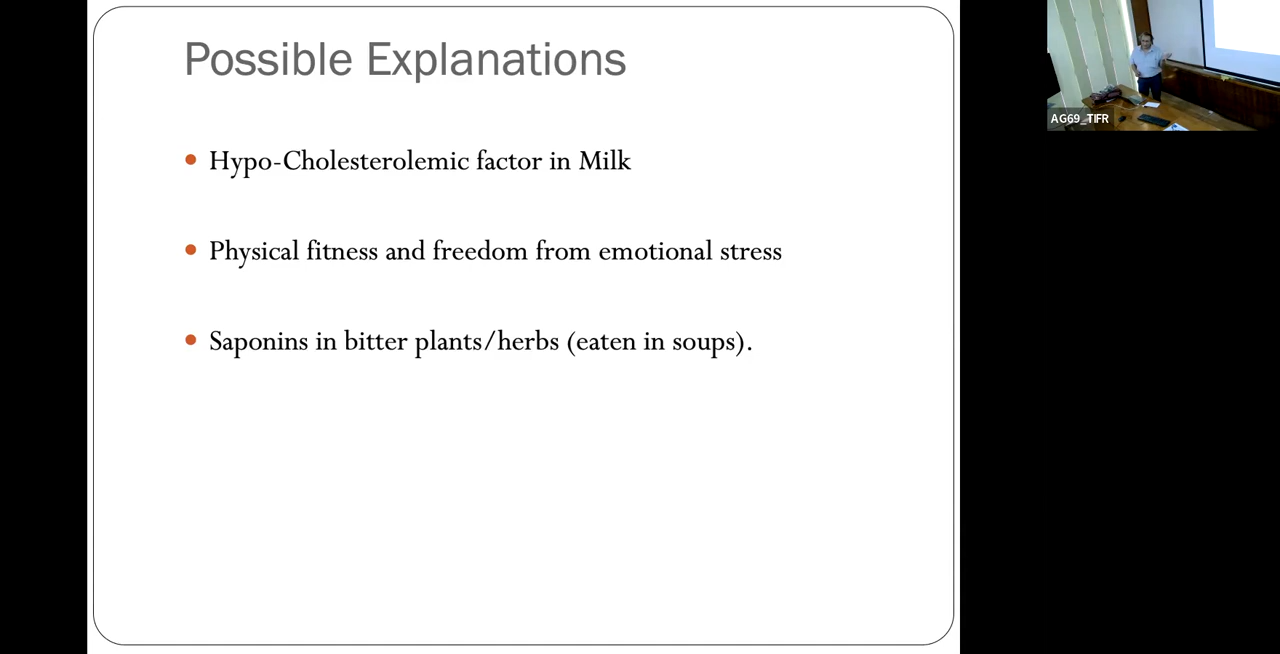 Possible Explanations
Hypo-Cholesterolemic factor in Milk
Physical fitness and freedom from emotional stress
Saponins in bitter plants/herbs (eaten in soups).
AG69_TIFR